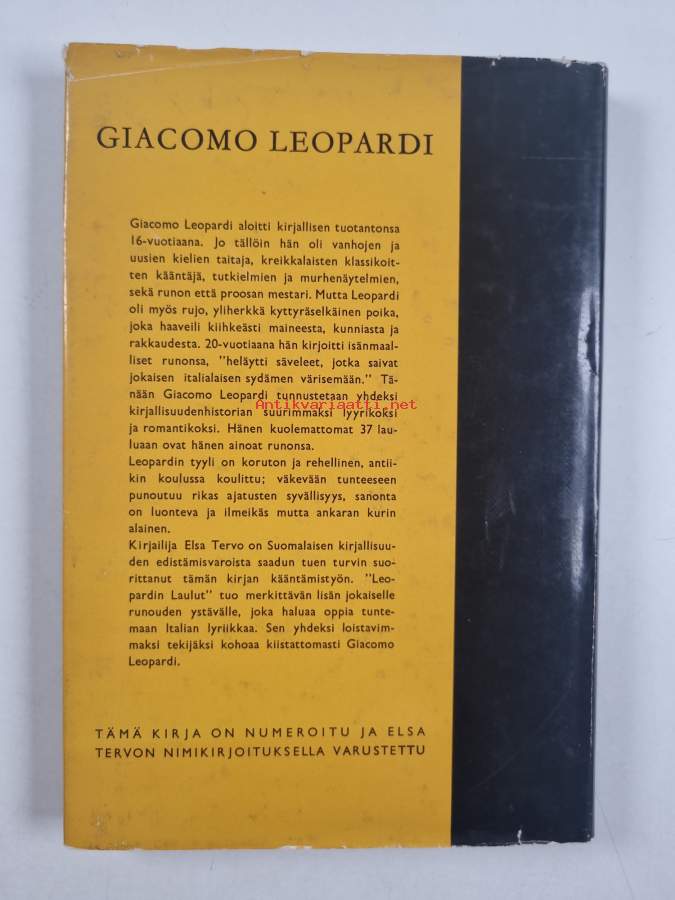 GIACOMO LEOPARDI
Giacomo Leopardi aloitti kirjallisen tuotantonsa
16-vuotiaana. Jo tällöin hän oli vanhojen ja
uusien kielien taitaja, kreikkalaisten klassikoit-
ten kääntäjä, tutkielmien ja murhenäytelmien,
sekä runon että proosan mestari. Mutta Leopardi
oli myös rujo, yliherkkä kyttyräselkäinen poika,
joka haaveili kiihkeästi maineesta, kunniasta ja
rakkaudesta. 20-vuotiaana hän kirjoitti isänmaal-
liset runonsa, "heläytti säveleet, jotka saivat
jokaisen italialaisen sydämen värisemään." Tä-
nään Giacomo Leopardi tunnustetaan yhdeksi
Antikvariaatti.net
kirjallisuudenhistorian suurimmaksi lyyrikoksi
ja romantikoksi. Hänen kuolemattomat 37 lau-
luaan ovat hänen ainoat runonsa.
Leopardin tyyli on koruton ja rehellinen, antii-
kin koulussa koulittu; väkevään tunteeseen
punoutuu rikas ajatusten syvällisyys, sanonta
on luonteva ja ilmeikäs mutta ankaran kurin
alainen.
Kirjailija Elsa Tervo on Suomalaisen kirjallisuu-
den edistämisvaroista saadun tuen turvin suo-
rittanut tämän kirjan kääntämistyön. "Leo-
pardin Laulut" tuo merkittävän lisän jokaiselle
runouden ystävälle, joka haluaa oppia tunte-
maan Italian lyriikkaa. Sen yhdeksi loistavim-
maksi tekijäksi kohoaa kiistattomasti Giacomo
Leopardi.
TÄMÄ KIRJA ON NUMEROITU JA ELSA
TERVON NIMIKIRJOITUKSELLA VARUSTETTU